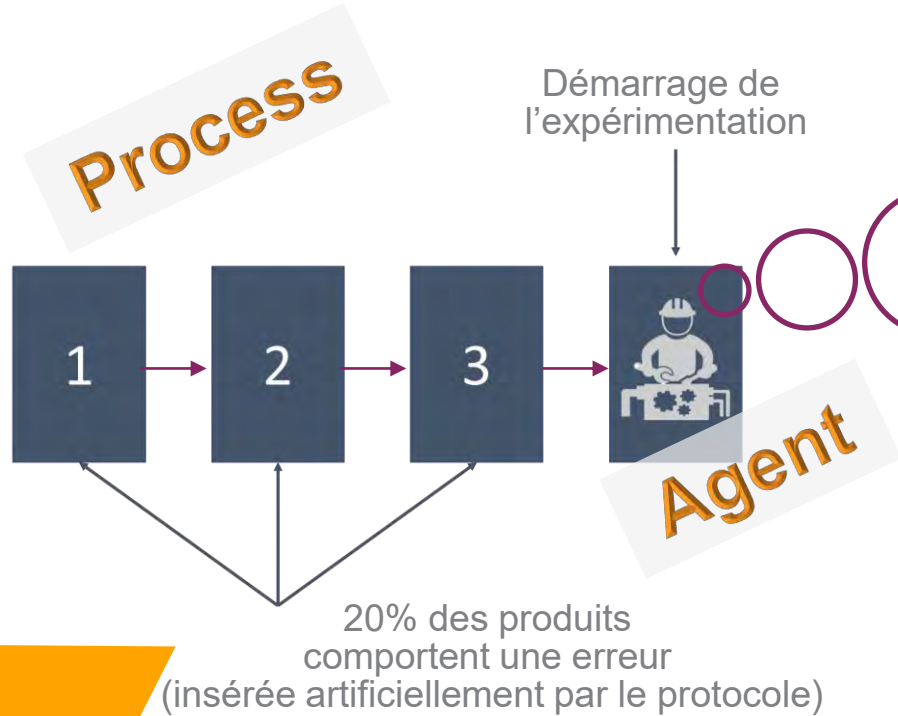 Process
Démarrage de
l'expérimentation
1
2
3
Agent
20% des produits
comportent une erreur
(insérée artificiellement par le protocole)